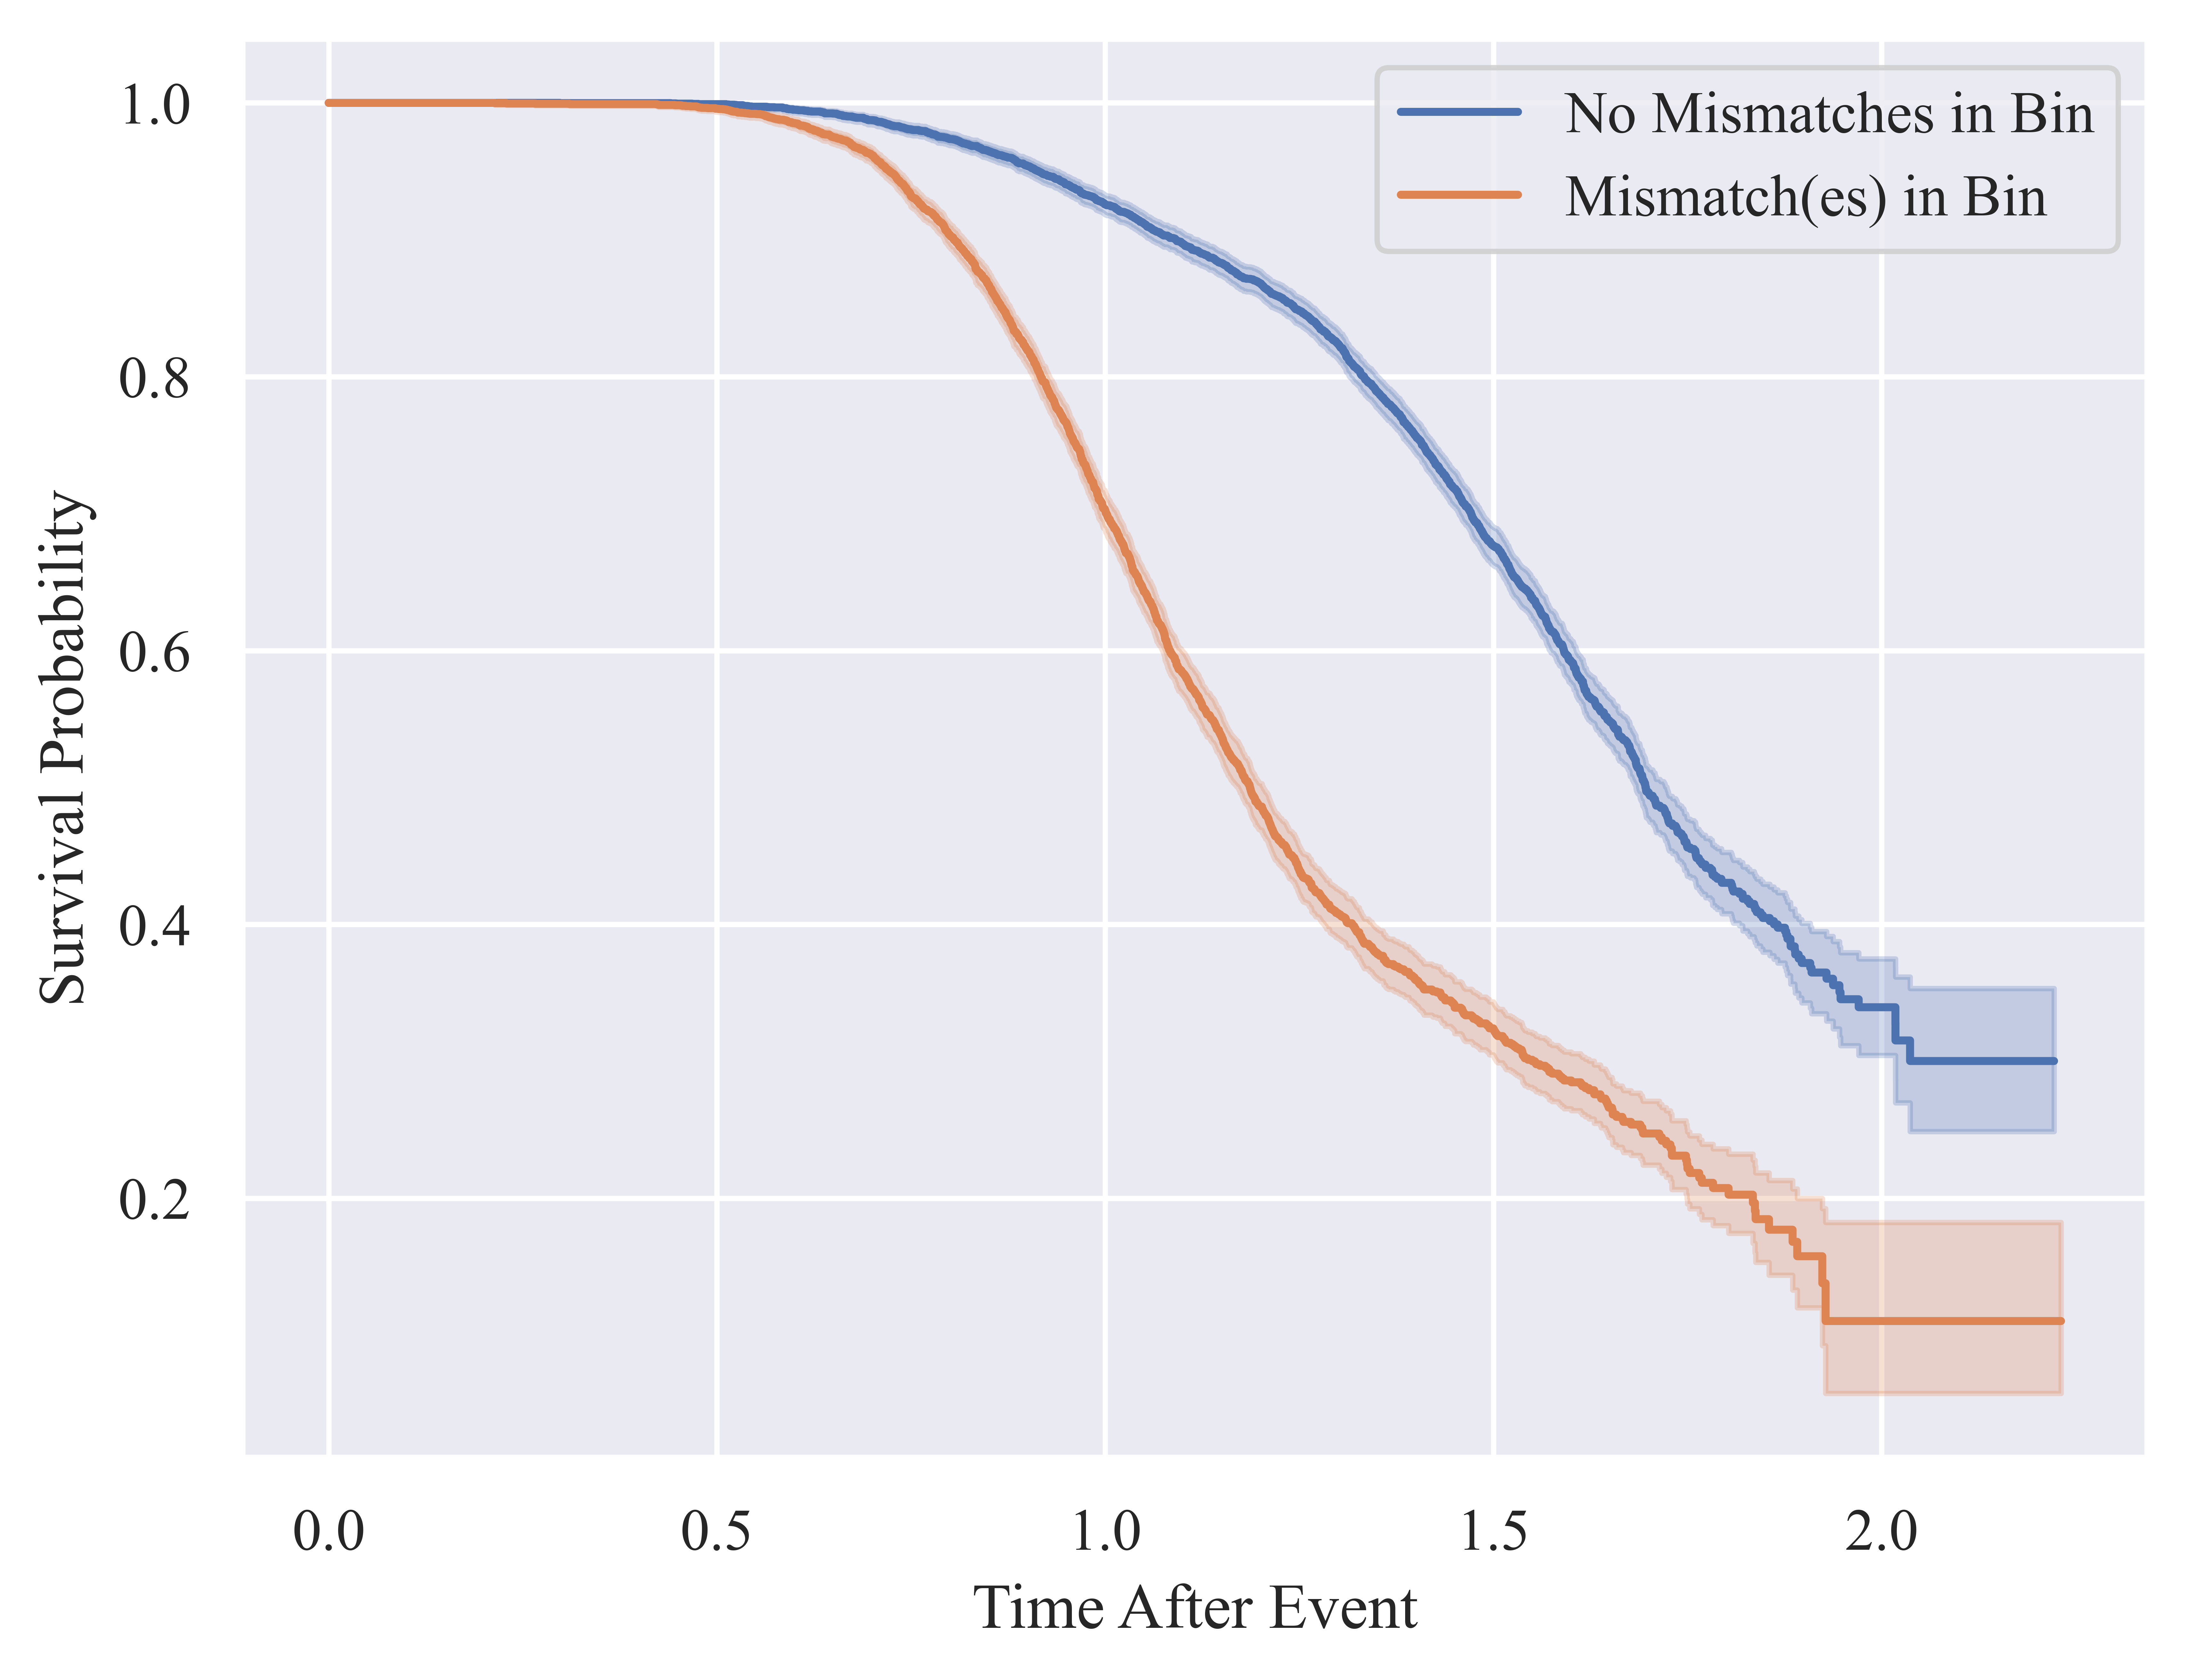 No Mismatches in Bin
Mismatch(es) in Bin
1.0
0.8
0.6
0.4
0.2
Survival Probability
0.0 0.5 1.0 1.5 2.0
Time After Event